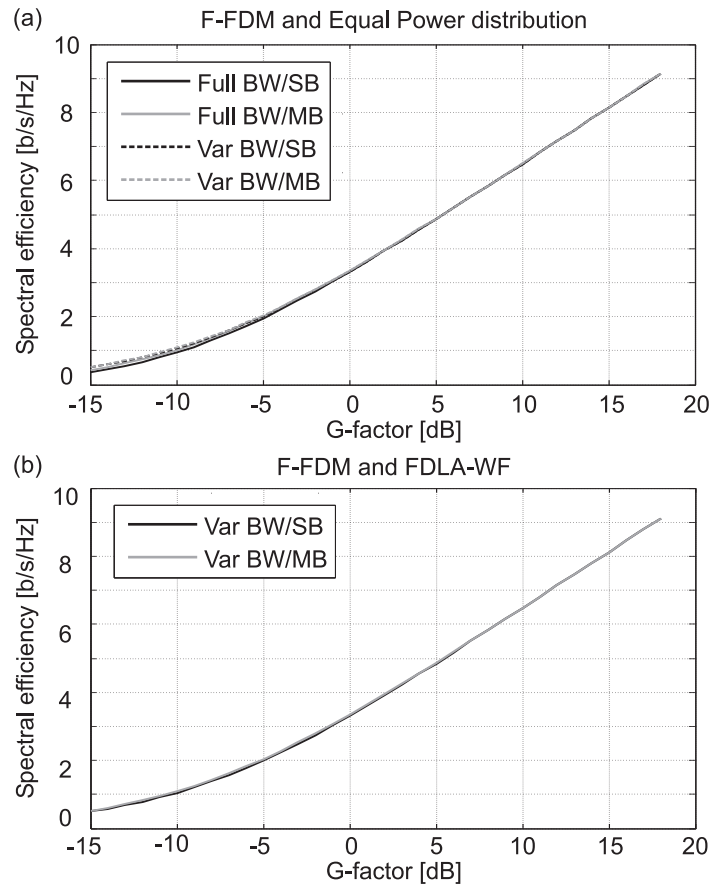 (a)
F-FDM and Equal Power distribution
10
8
6
4
2
0
Spectral efficiency [b/s/Hz]
Full BW/SB
Full BW/MB
Var BW/SB
Var BW/MB
-15 -10 -5 0 5 10 15 20
G-factor [dB]
(b)
F-FDM and FDLA-WF
10
8
6
4
2
0
Spectral efficiency [b/s/Hz]
Var BW/SB
Var BW/MB
-15 -10 -5 0 5 10 15 20
G-factor [dB]